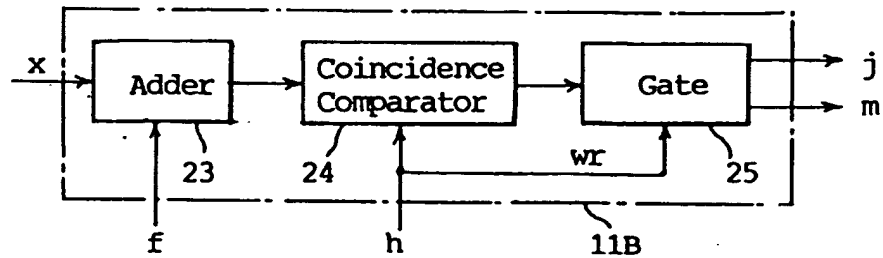 x
Adder
Coincidence
Comparator
Gate
j
m
23
24
wr
25
f
h
11B